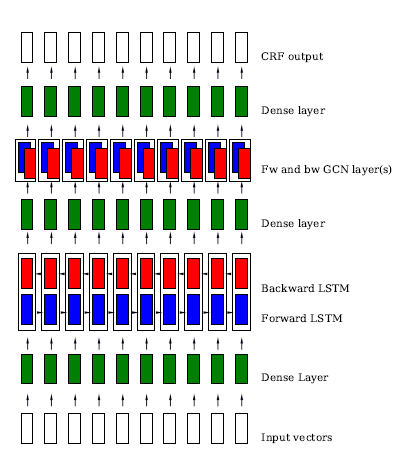 CRF output
Dense layer
Fw and bw GCN layer(s)
Dense layer
Backward LSTM
Forward LSTM
Dense Layer
Input vectors